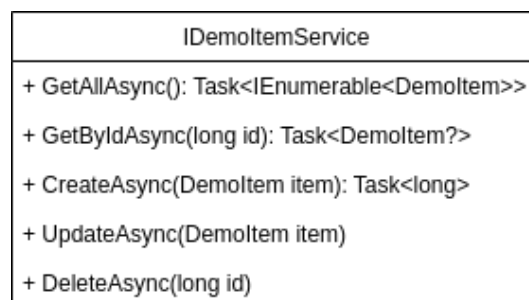 IDemoItemService
+ GetAllAsync(): Task<IEnumerable<DemoItem>>
+ GetByIdAsync(long id): Task<DemoItem?>
+ CreateAsync(DemoItem item): Task<long>
+ UpdateAsync(DemoItem item)
+ DeleteAsync(long id)